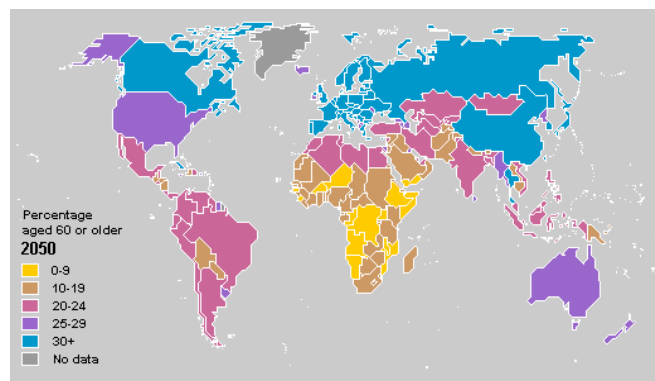 Percentage
aged 60 or older
2050
0-9
10-19
20-24
25-29
30+
No data